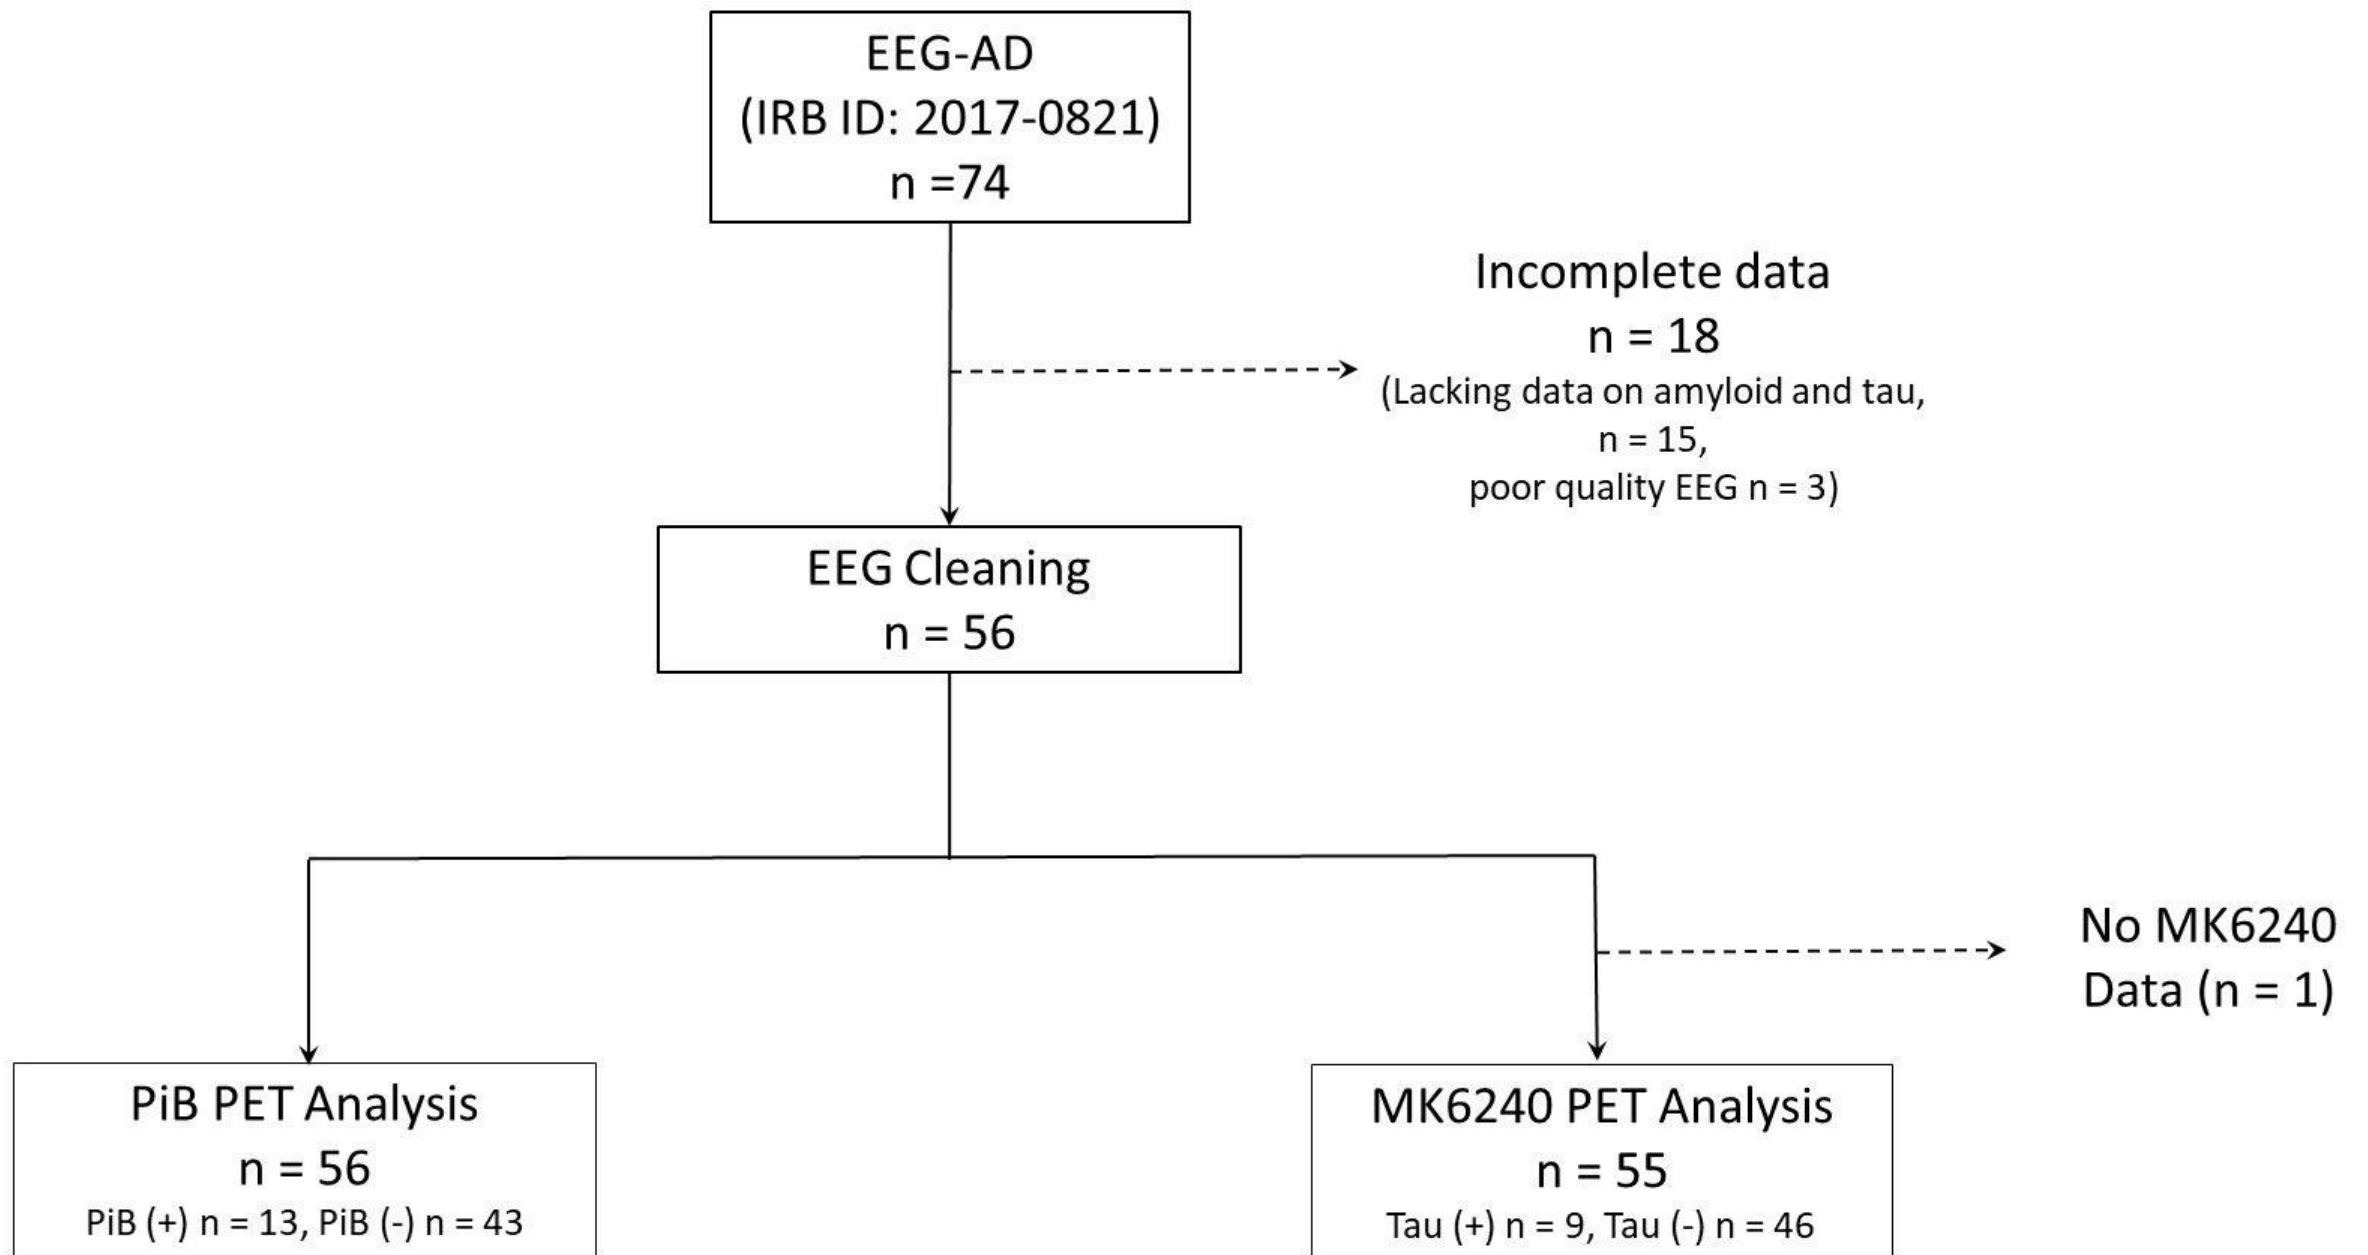 EEG-AD
(IRB ID: 2017-0821)
n =74
Incomplete data
n = 18
(Lacking data on amyloid and tau,
n = 15,
poor quality EEG n = 3)
EEG Cleaning
n = 56
No MK6240
Data (n = 1)
PiB PET Analysis
n = 56
PiB (+) n = 13, PiB (-) n = 43
MK6240 PET Analysis
n = 55
Tau (+) n = 9, Tau (-) n = 46